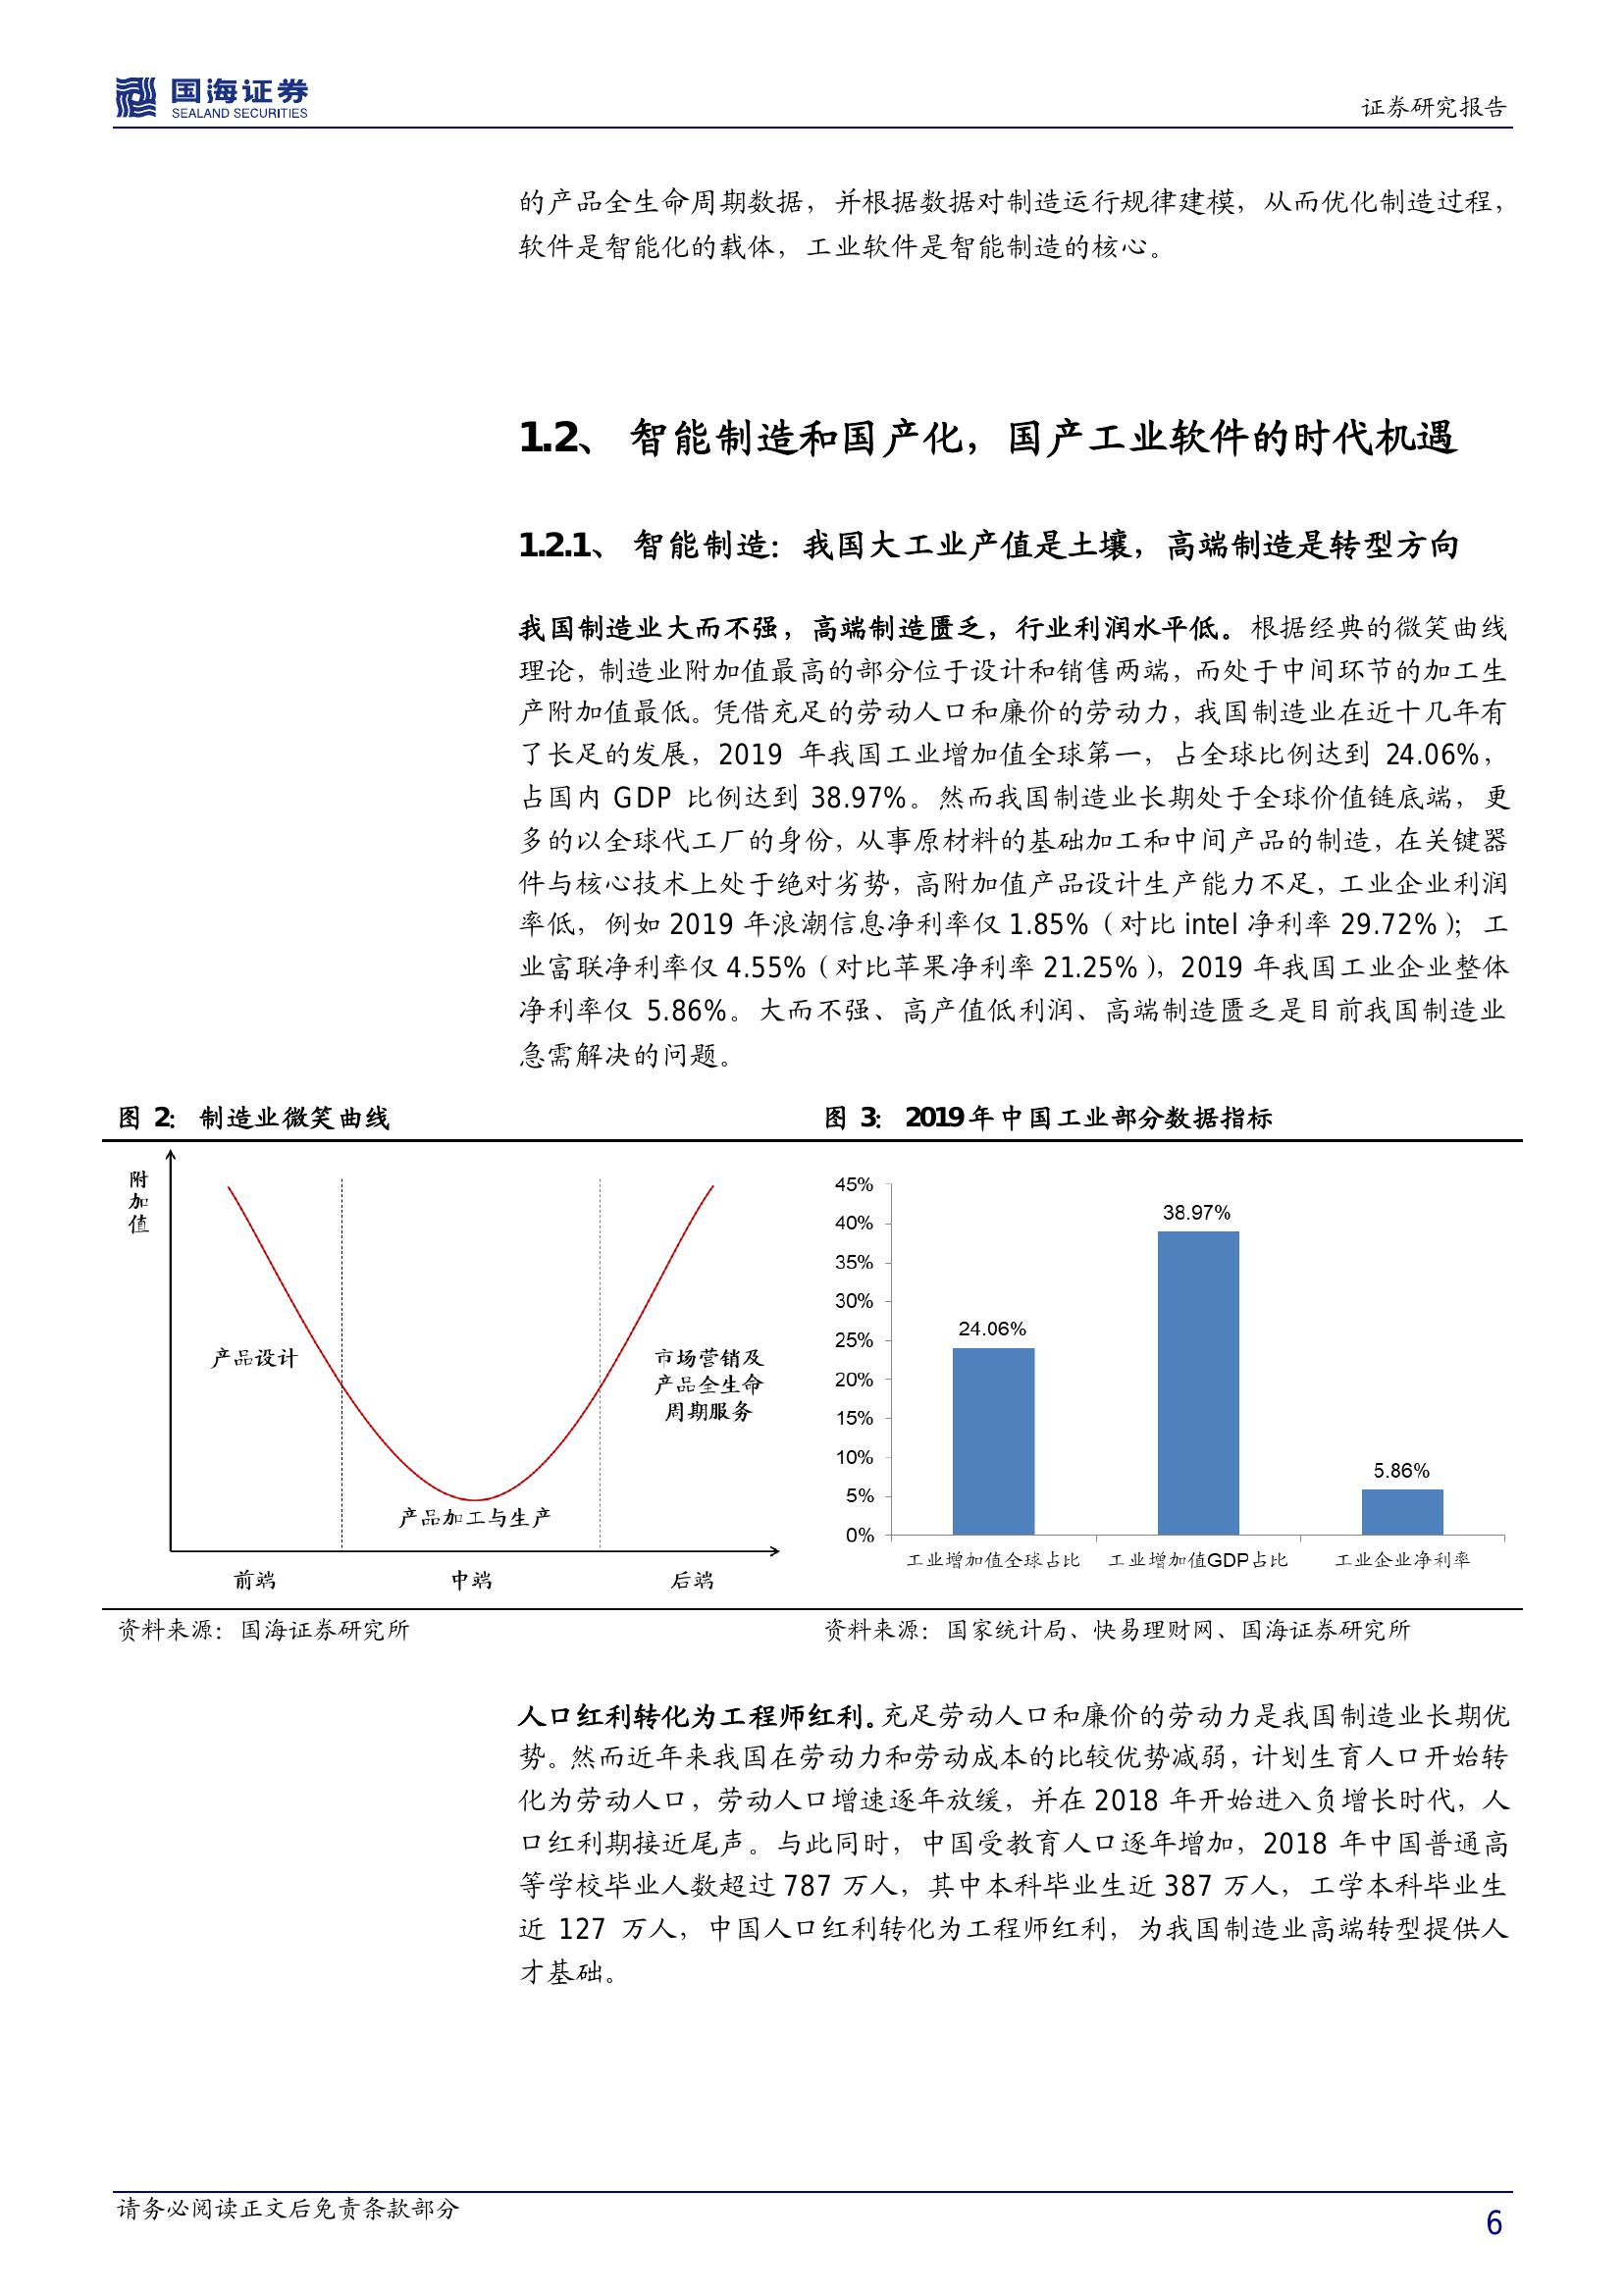 国海证券
SEALAND SECURITIES
证券研究报告
的产品全生命周期数据，并根据数据对制造运行规律建模，从而优化制造过程，
软件是智能化的载体，工业软件是智能制造的核心。
1.2、 智能制造和国产化，国产工业软件的时代机遇
1.2.1、 智能制造：我国大工业产值是土壤，高端制造是转型方向
我国制造业大而不强，高端制造匮乏，行业利润水平低。根据经典的微笑曲线
理论，制造业附加值最高的部分位于设计和销售两端，而处于中间环节的加工生
产附加值最低。凭借充足的劳动人口和廉价的劳动力，我国制造业在近十几年有
了长足的发展，2019 年我国工业增加值全球第一，占全球比例达到 24.06%，
占国内 GDP 比例达到 38.97%。然而我国制造业长期处于全球价值链底端，更
多的以全球代工厂的身份，从事原材料的基础加工和中间产品的制造，在关键器
件与核心技术上处于绝对劣势，高附加值产品设计生产能力不足，工业企业利润
率低，例如 2019 年浪潮信息净利率仅 1.85%（对比 intel 净利率 29.72%）；工
业富联净利率仅 4.55%（对比苹果净利率 21.25%），2019 年我国工业企业整体
净利率仅 5.86%。大而不强、高产值低利润、高端制造匮乏是目前我国制造业
急需解决的问题。
图 2： 制造业微笑曲线
附加值
产品设计
产品加工与生产
市场营销及
产品全生命
周期服务
前端 中端 后端
资料来源：国海证券研究所
图 3： 2019年中国工业部分数据指标
45%
40%
35%
30%
25%
20%
15%
10%
5%
0%
24.06%
38.97%
5.86%
工业增加值全球占比 工业增加值GDP占比 工业企业净利率
资料来源：国家统计局、快易理财网、国海证券研究所
人口红利转化为工程师红利。充足劳动人口和廉价的劳动力是我国制造业长期优
势。然而近年来我国在劳动力和劳动成本的比较优势减弱，计划生育人口开始转
化为劳动人口，劳动人口增速逐年放缓，并在 2018 年开始进入负增长时代，人
口红利期接近尾声。与此同时，中国受教育人口逐年增加，2018 年中国普通高
等学校毕业人数超过 787 万人，其中本科毕业生近 387 万人，工学本科毕业生
近 127 万人，中国人口红利转化为工程师红利，为我国制造业高端转型提供人
才基础。
请务必阅读正文后免责条款部分
6